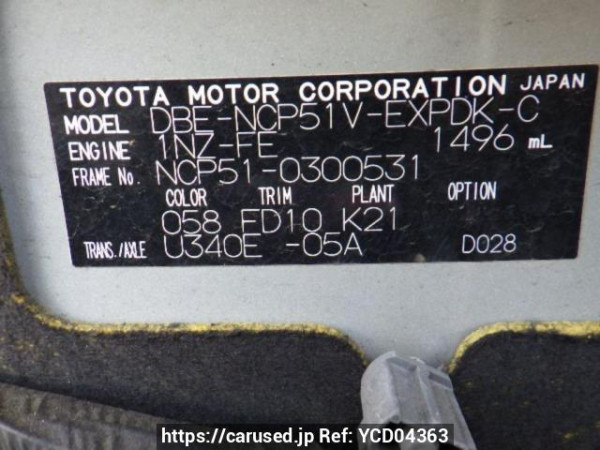 TOYOTA MOTOR CORPORATION JAPAN
MODEL DBE-NCP51V-EXPDK-C
ENGINE 1NZ-FE 1496 mL
FRAME No. NCP51-0300531
COLOR TRIM PLANT OPTION
058 FD10 K21
TRANS./AXLE U340E -05A D028
https://carused.jp Ref: YCD04363